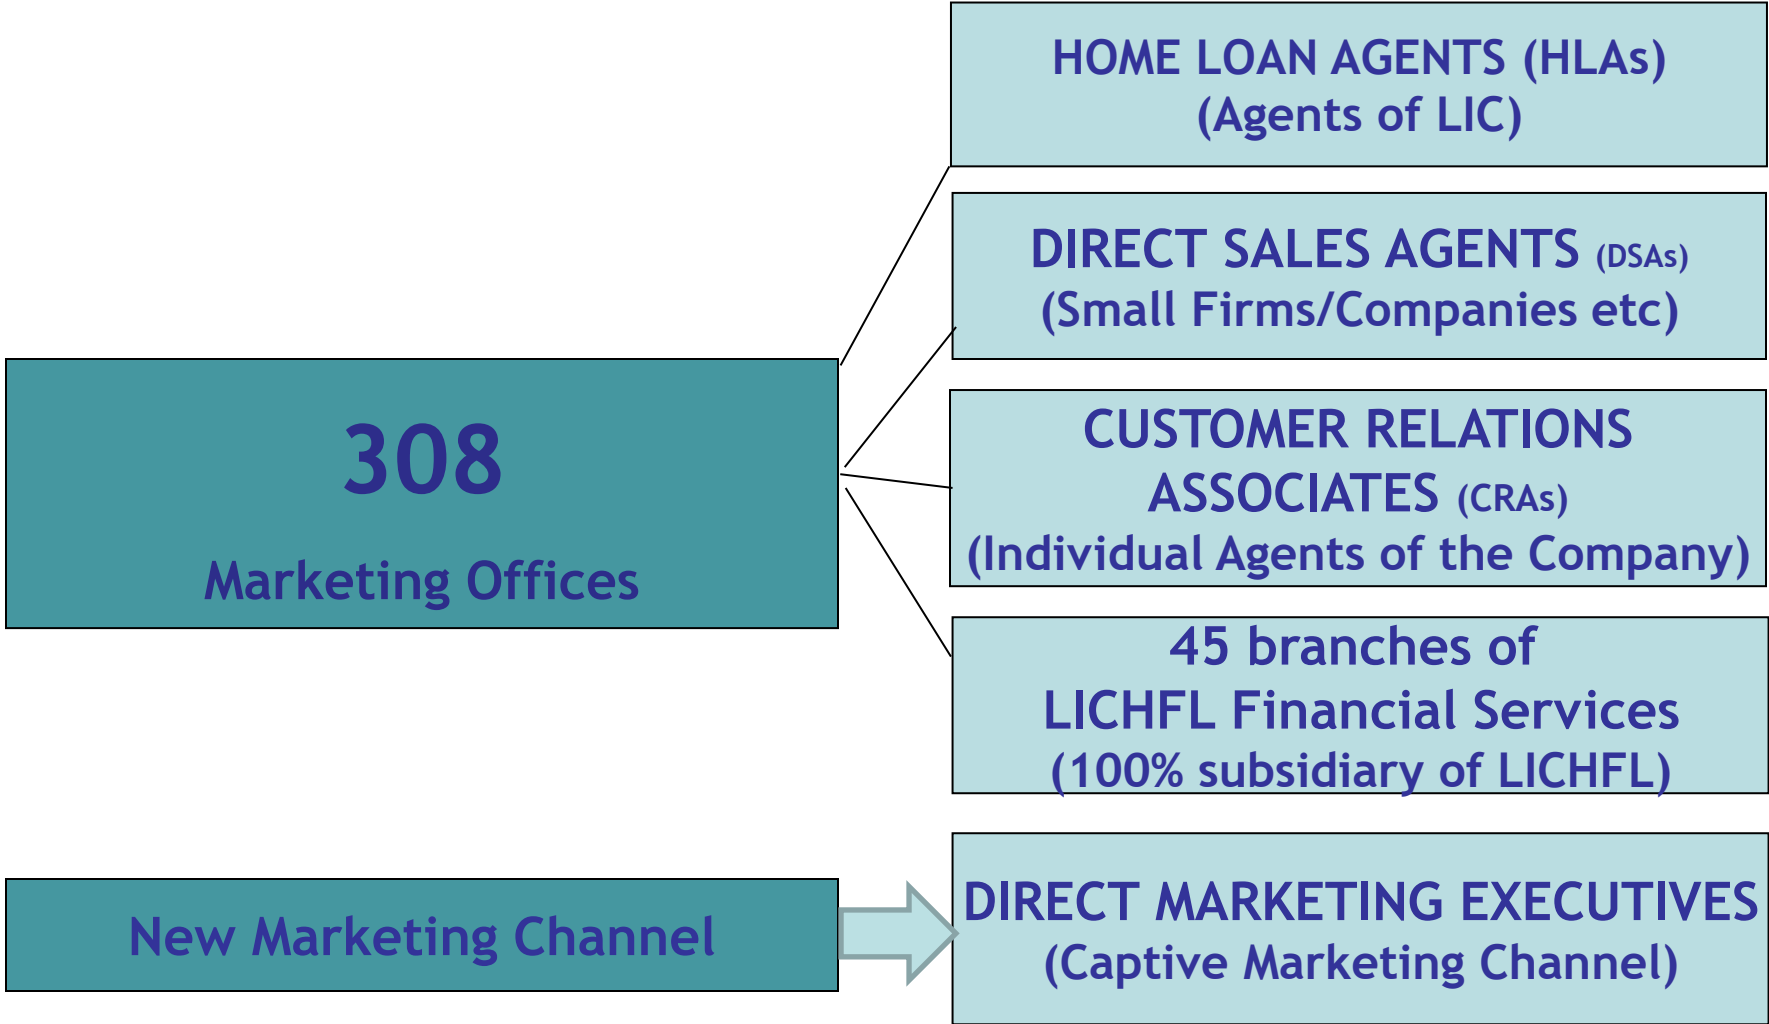 308
Marketing Offices
HOME LOAN AGENTS (HLAs)
(Agents of LIC)
DIRECT SALES AGENTS (DSAs)
(Small Firms/Companies etc)
CUSTOMER RELATIONS
ASSOCIATES (CRAs)
(Individual Agents of the Company)
45 branches of
LICHFL Financial Services
(100% subsidiary of LICHFL)
New Marketing Channel
DIRECT MARKETING EXECUTIVES
(Captive Marketing Channel)